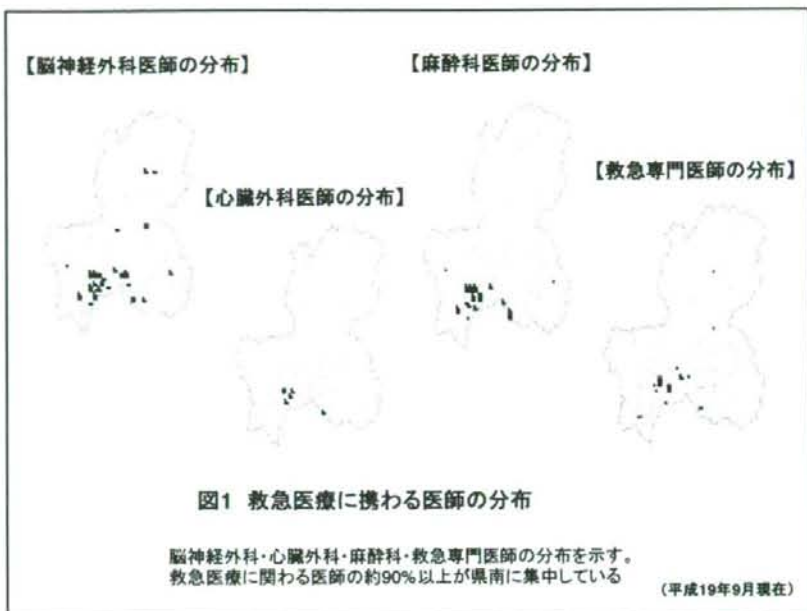 【脳神経外科医師の分布】
【麻酔科医師の分布】
【心臓外科医師の分布】
【救急専門医師の分布】
図1 救急医療に携わる医師の分布
脳神経外科・心臓外科・麻酔科・救急専門医師の分布を示す。
救急医療に関わる医師の約90%以上が県南に集中している
(平成19年9月現在)